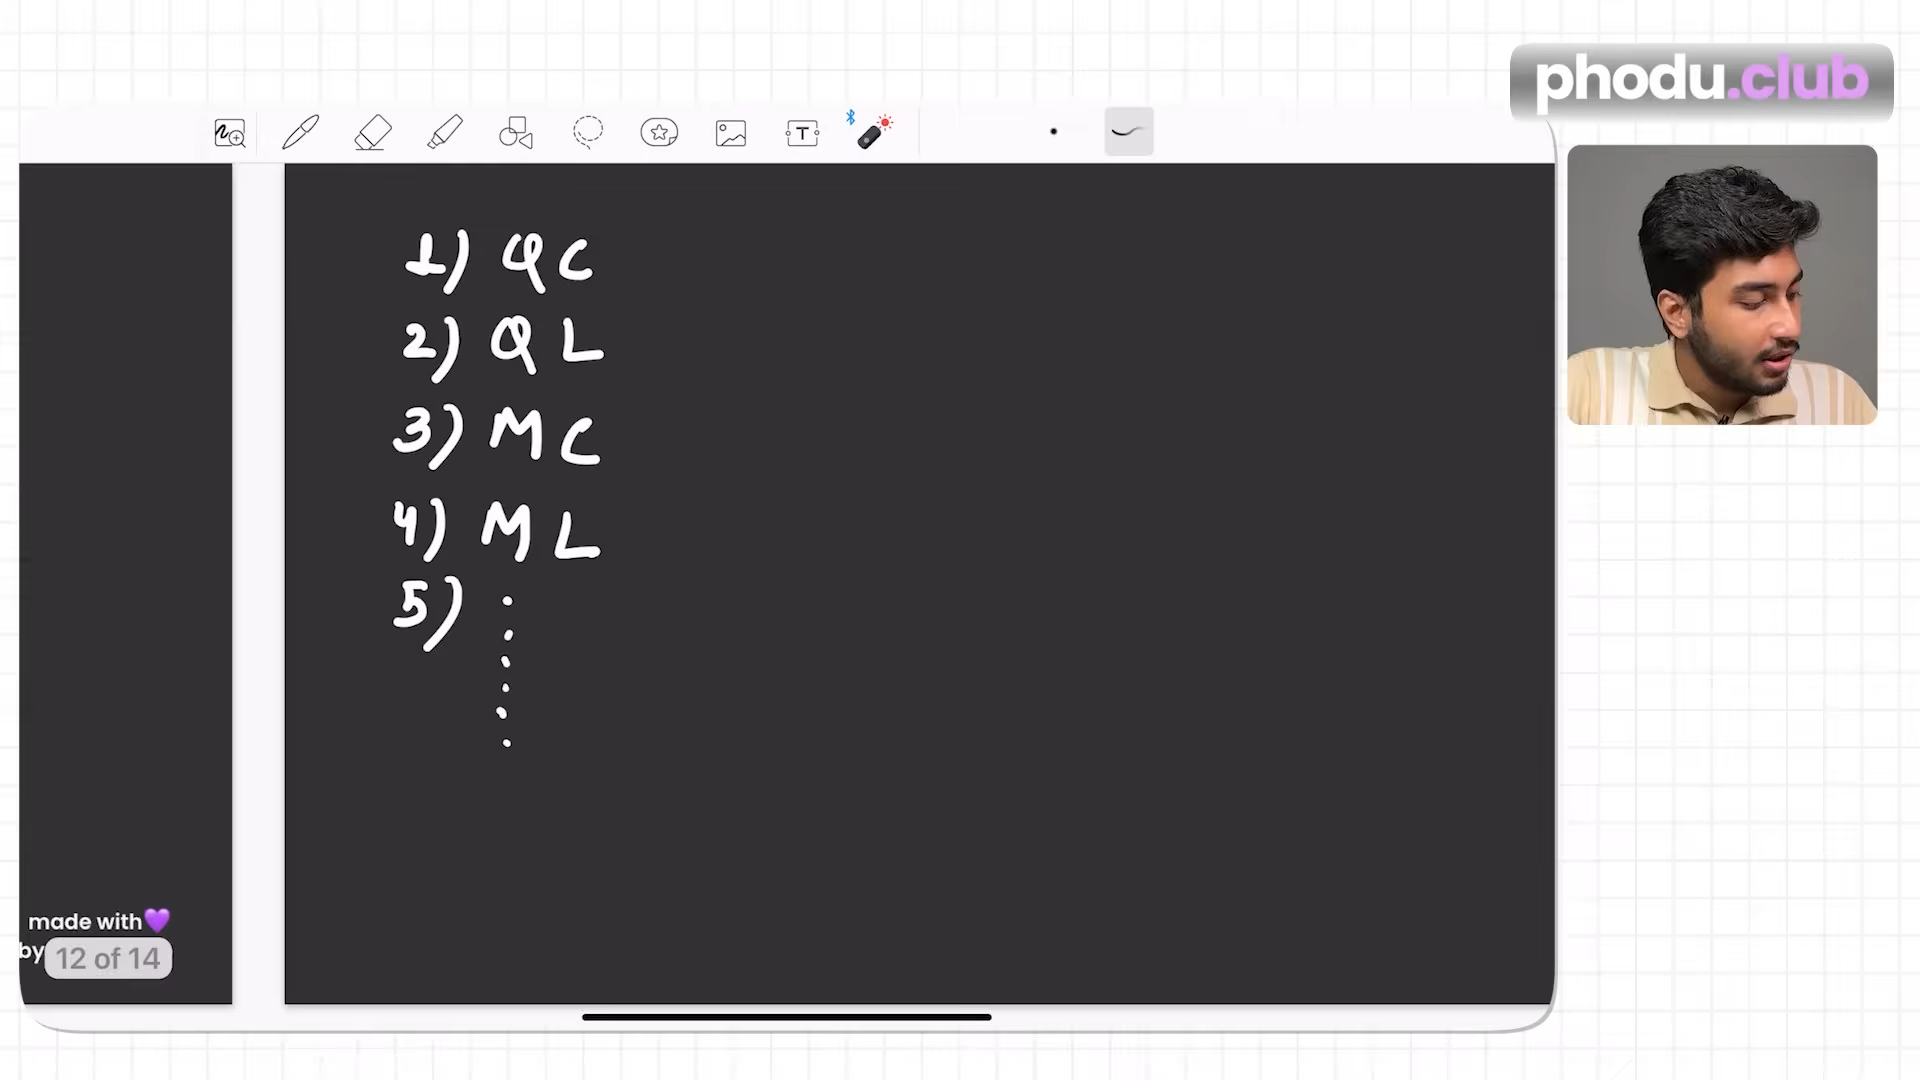 phodu.club
1) QC
2) QL
3) MC
4) ML
5)
made with💜
by
12 of 14